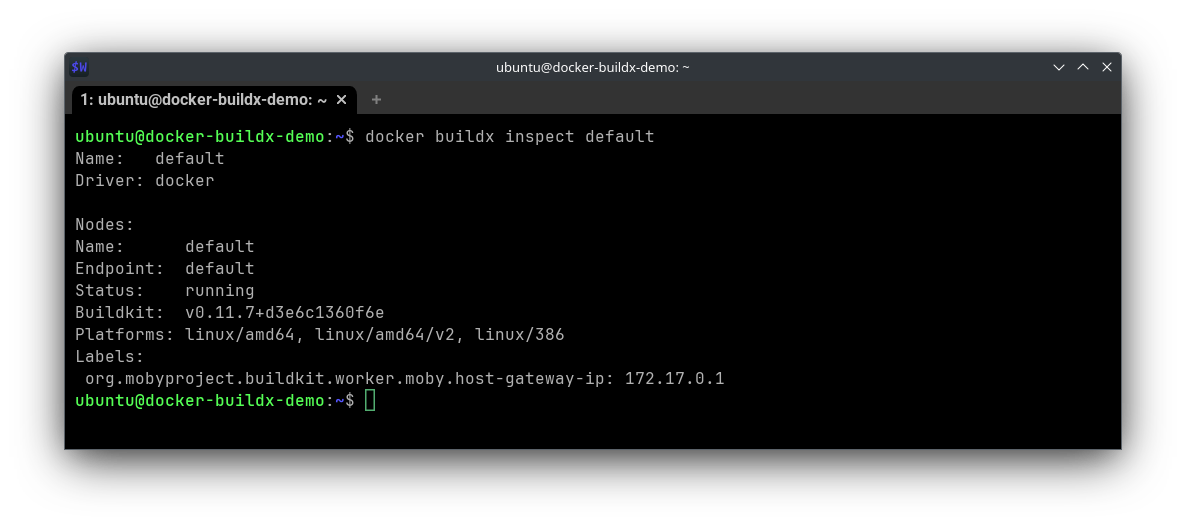 $W
ubuntu@docker-buildx-demo: ~
1: ubuntu@docker-buildx-demo: ~ ✕ +
ubuntu@docker-buildx-demo:~$ docker buildx inspect default
Name:   default
Driver: docker
Nodes:
Name:      default
Endpoint:  default
Status:    running
Buildkit:  v0.11.7+d3e6c1360f6e
Platforms: linux/amd64, linux/amd64/v2, linux/386
Labels:
 org.mobyproject.buildkit.worker.moby.host-gateway-ip: 172.17.0.1
ubuntu@docker-buildx-demo:~$